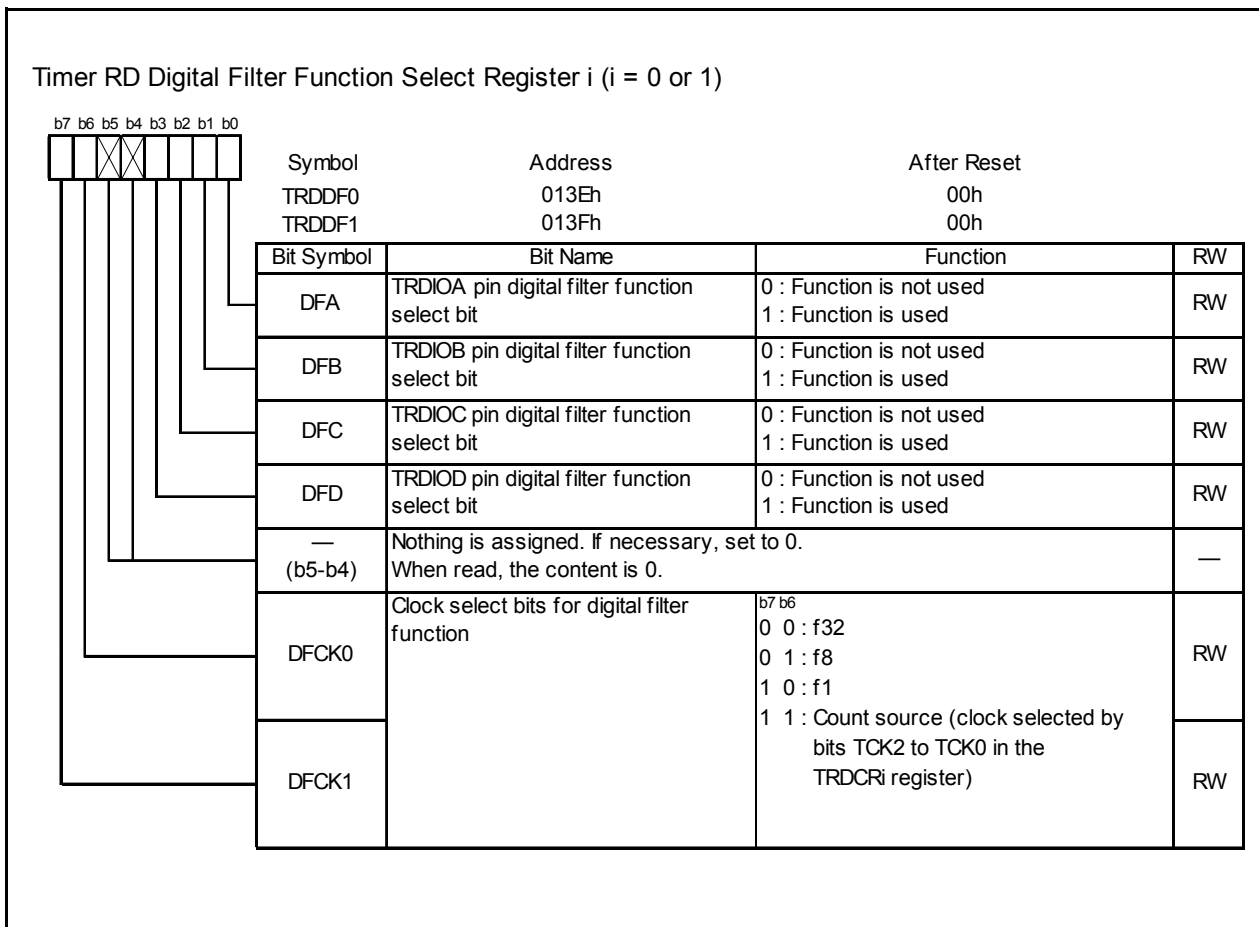 Timer RD Digital Filter Function Select Register i (i = 0 or 1)
b7 b6 b5 b4 b3 b2 b1 b0
Symbol Address After Reset
TRDDF0 013Eh 00h
TRDDF1 013Fh 00h
Bit Symbol Bit Name Function RW
DFA TRDIOA pin digital filter function select bit 0 : Function is not used RW
1 : Function is used
DFB TRDIOB pin digital filter function select bit 0 : Function is not used RW
1 : Function is used
DFC TRDIOC pin digital filter function select bit 0 : Function is not used RW
1 : Function is used
DFD TRDIOD pin digital filter function select bit 0 : Function is not used RW
1 : Function is used
— Nothing is assigned. If necessary, set to 0. —
(b5-b4) When read, the content is 0.
DFCK0 Clock select bits for digital filter b7 b6 RW
function 0 0 : f32
0 1 : f8
1 0 : f1
1 1 : Count source (clock selected by
bits TCK2 to TCK0 in the
DFCK1 TRDCRi register) RW